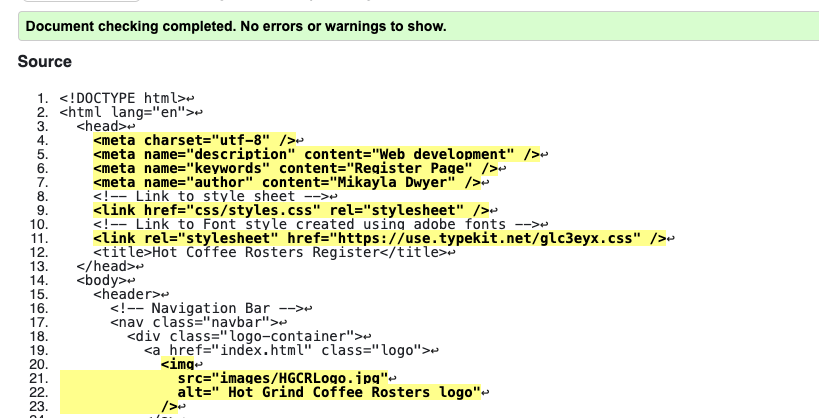 Document checking completed. No errors or warnings to show.
Source
1. <!DOCTYPE html>↩
2. <html lang="en">↩
3. <head>↩
4. <meta charset="utf-8" />↩
5. <meta name="description" content="Web development" />↩
6. <meta name="keywords" content="Register Page" />↩
7. <meta name="author" content="Mikayla Dwyer" />↩
8. <!-- Link to style sheet -->↩
9. <link href="css/styles.css" rel="stylesheet" />↩
10. <!-- Link to Font style created using adobe fonts -->↩
11. <link rel="stylesheet" href="https://use.typekit.net/glc3eyx.css" />↩
12. <title>Hot Coffee Rosters Register</title>↩
13. </head>↩
14. <body>↩
15. <header>↩
16. <!-- Navigation Bar -->↩
17. <nav class="navbar">↩
18. <div class="logo-container">↩
19. <a href="index.html" class="logo">↩
20. <img↩
21. src="images/HGCRLogo.jpg"↩
22. alt=" Hot Grind Coffee Rosters logo"↩
23. />↩